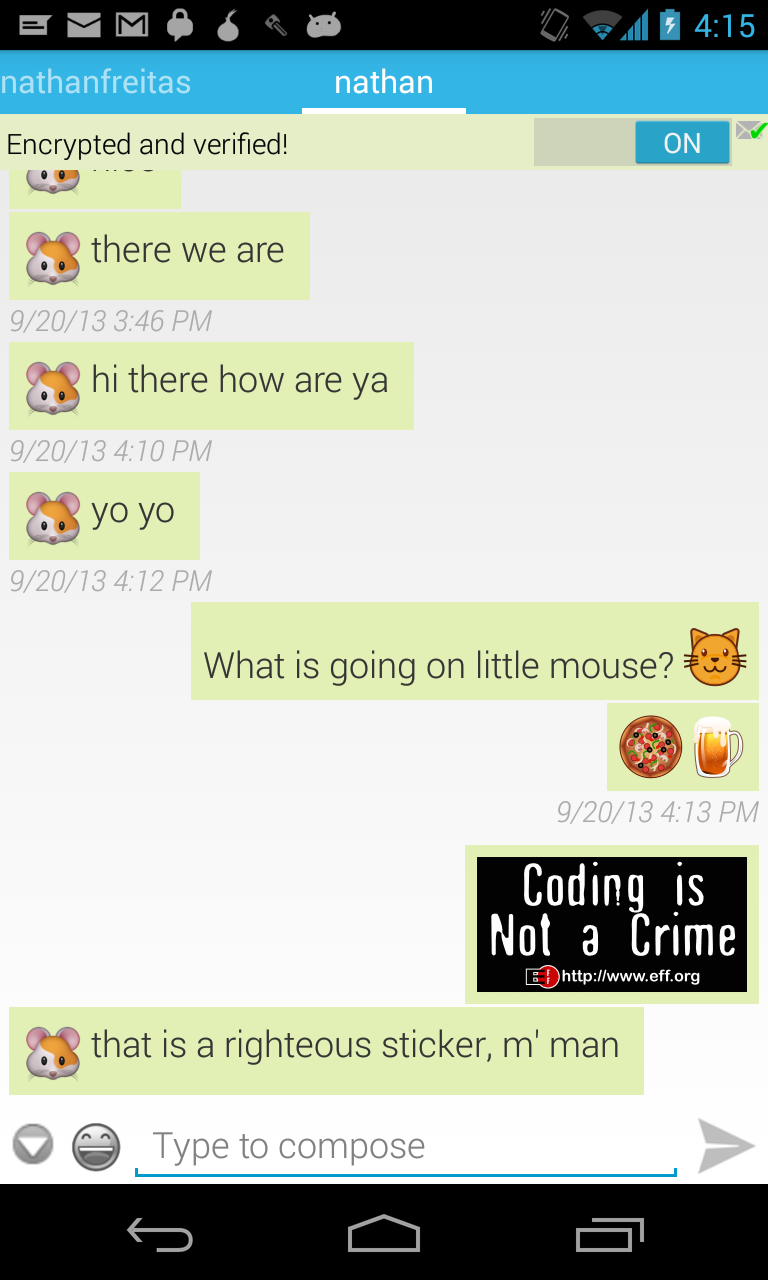 4:15
nathanfreitas
nathan
Encrypted and verified!
ON
there we are
9/20/13 3:46 PM
hi there how are ya
9/20/13 4:10 PM
yo yo
9/20/13 4:12 PM
What is going on little mouse?
9/20/13 4:13 PM
Coding is
Not a Crime
EFF http://www.eff.org
that is a righteous sticker, m' man
Type to compose